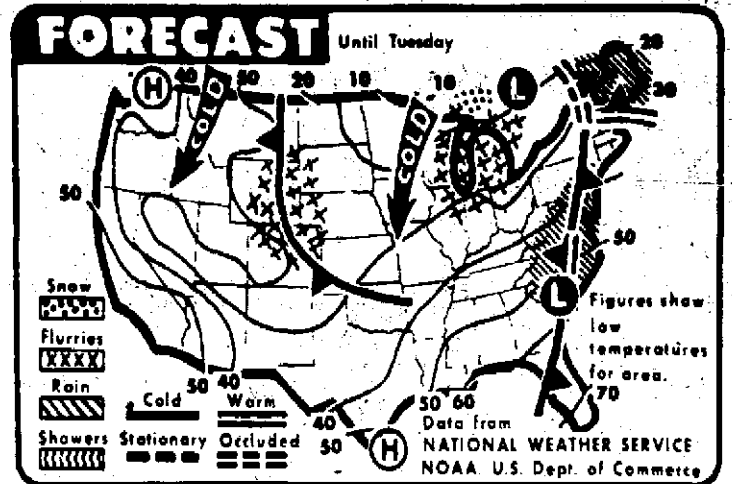 FORECAST Until Tuesday
20
H 40 50 20 10 10 L
30
COLD COLD
50
50
Snow
L Figures show
Flurries
low
temperatures
Rain
for area.
50 40
Cold Warm
40 50 60 70
50 H Data from
Showers Stationary Occluded
NATIONAL WEATHER SERVICE
NOAA, U.S. Dept. of Commerce